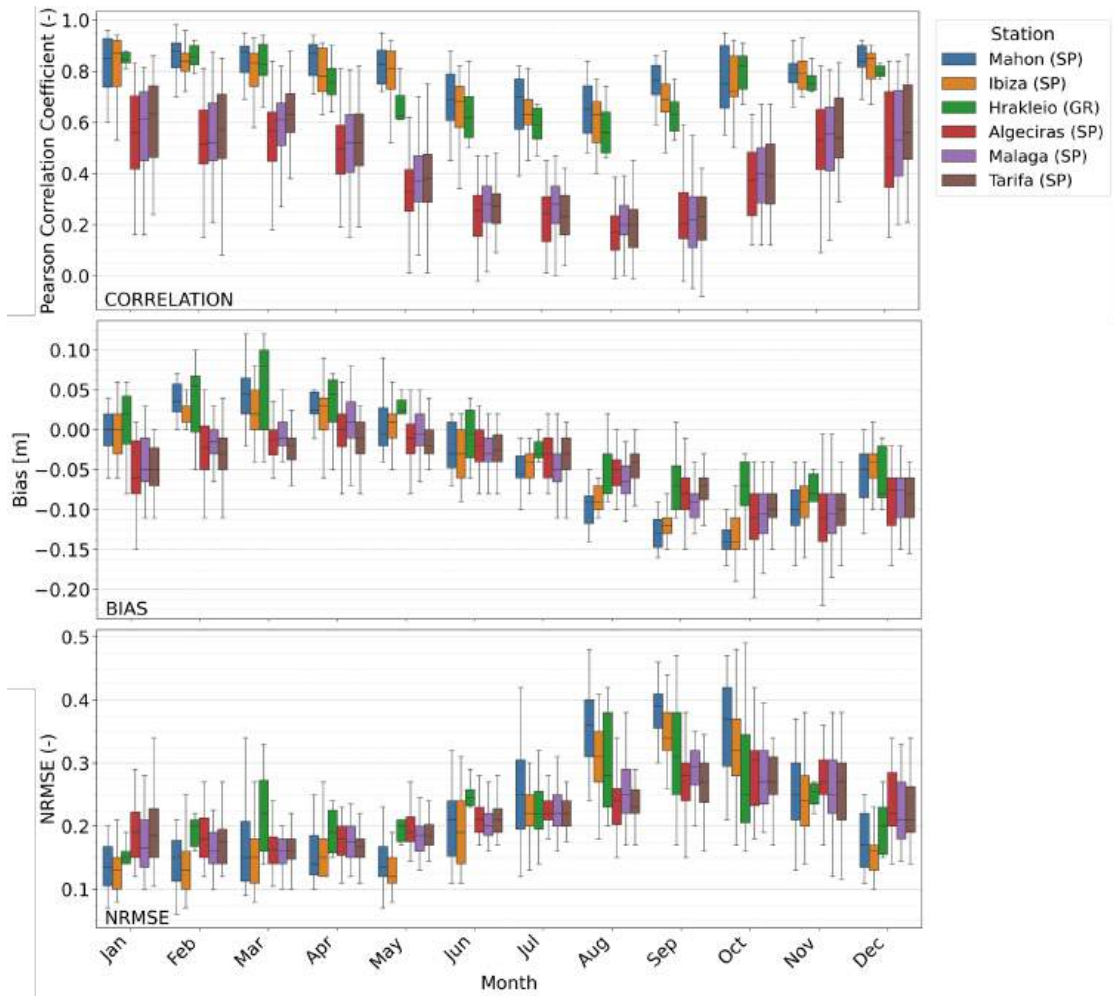 Pearson Correlation Coefficient (-)
1.0
0.8
0.6
0.4
0.2
0.0
CORRELATION
Station
Mahon (SP)
Ibiza (SP)
Hrakleio (GR)
Algeciras (SP)
Malaga (SP)
Tarifa (SP)
Bias [m]
0.10
0.05
0.00
−0.05
−0.10
−0.15
−0.20
BIAS
NRMSE (-)
0.5
0.4
0.3
0.2
0.1
NRMSE
Jan Feb Mar Apr May Jun Jul Aug Sep Oct Nov Dec
Month